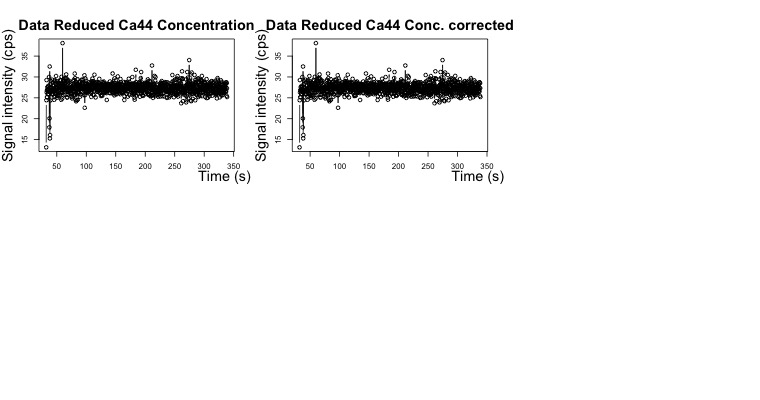 Data Reduced Ca44 Concentration
Signal intensity (cps)
35
30
25
20
15
50 100 150 200 250 300 350
Time (s)
Data Reduced Ca44 Conc. corrected
Signal intensity (cps)
35
30
25
20
15
50 100 150 200 250 300 350
Time (s)